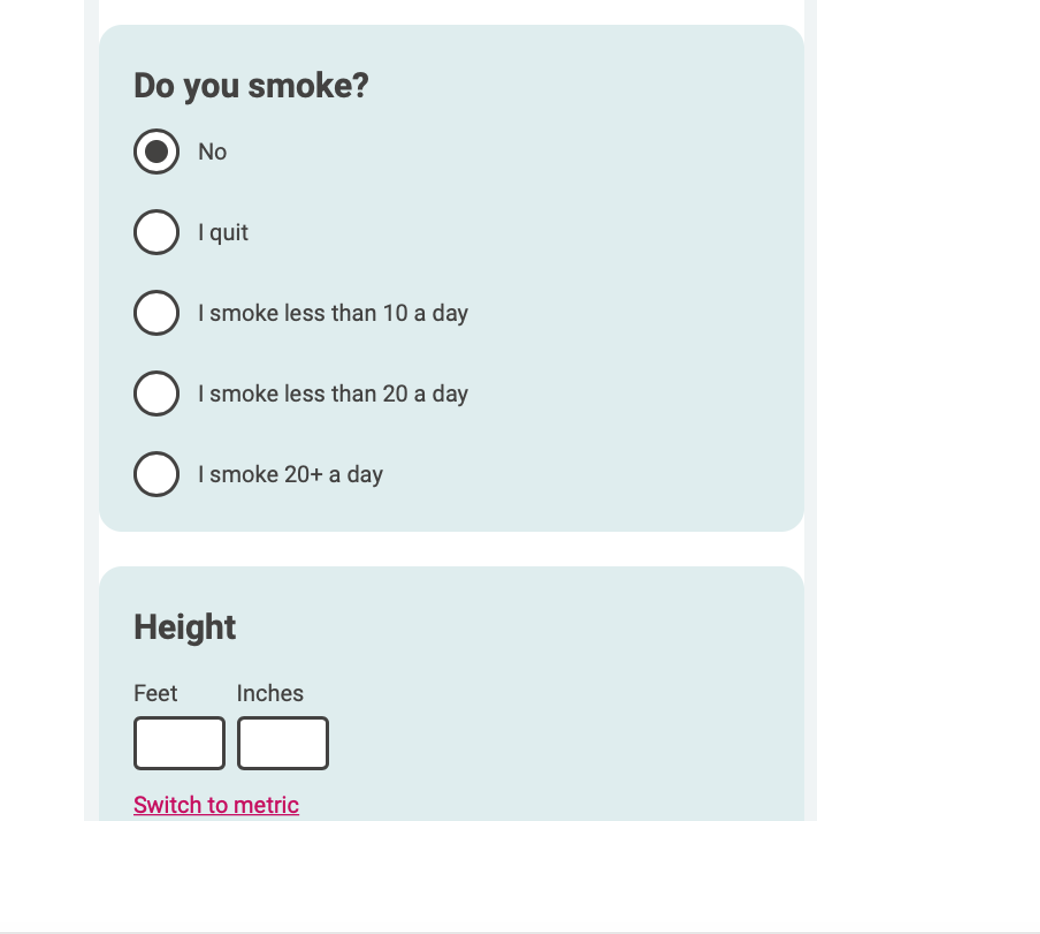 Do you smoke?
No
I quit
I smoke less than 10 a day
I smoke less than 20 a day
I smoke 20+ a day
Height
Feet Inches
Switch to metric